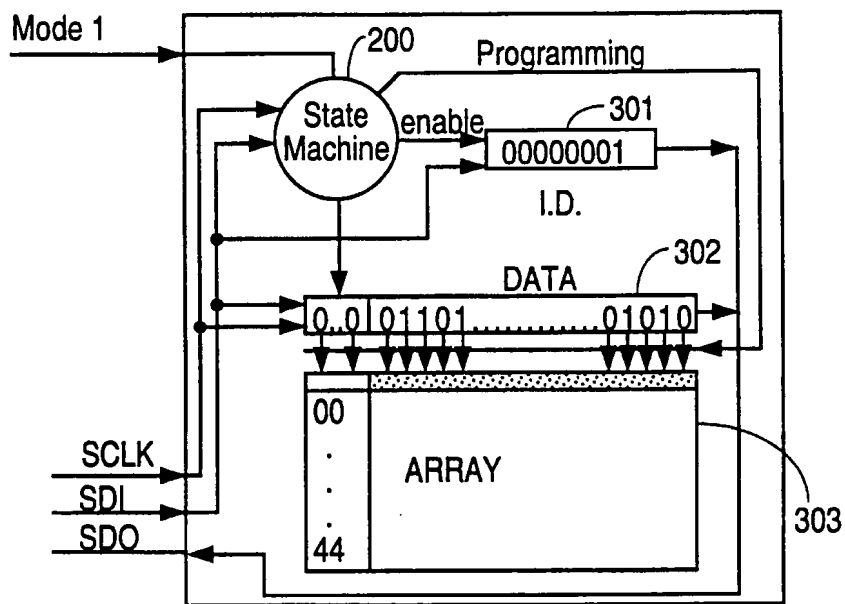 Mode 1
200
Programming
State
Machine
enable
301
00000001
I.D.
DATA
302
0..0 01101..............01010
00
.
.
.
44
ARRAY
SCLK
SDI
SDO
303